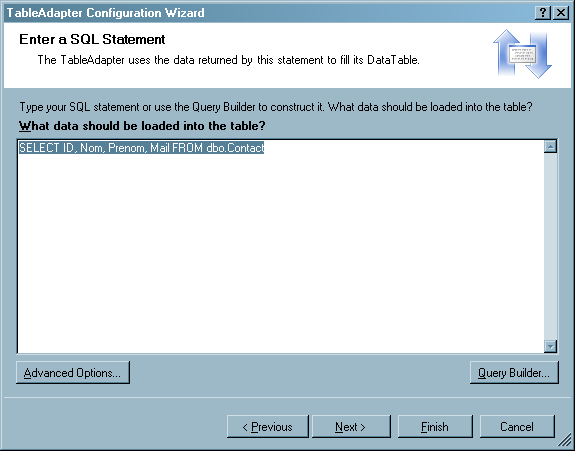 TableAdapter Configuration Wizard
Enter a SQL Statement
The TableAdapter uses the data returned by this statement to fill its DataTable.
Type your SQL statement or use the Query Builder to construct it. What data should be loaded into the table?
What data should be loaded into the table?
SELECT ID, Nom, Prenom, Mail FROM dbo.Contact
Advanced Options...
Query Builder...
< Previous
Next >
Finish
Cancel